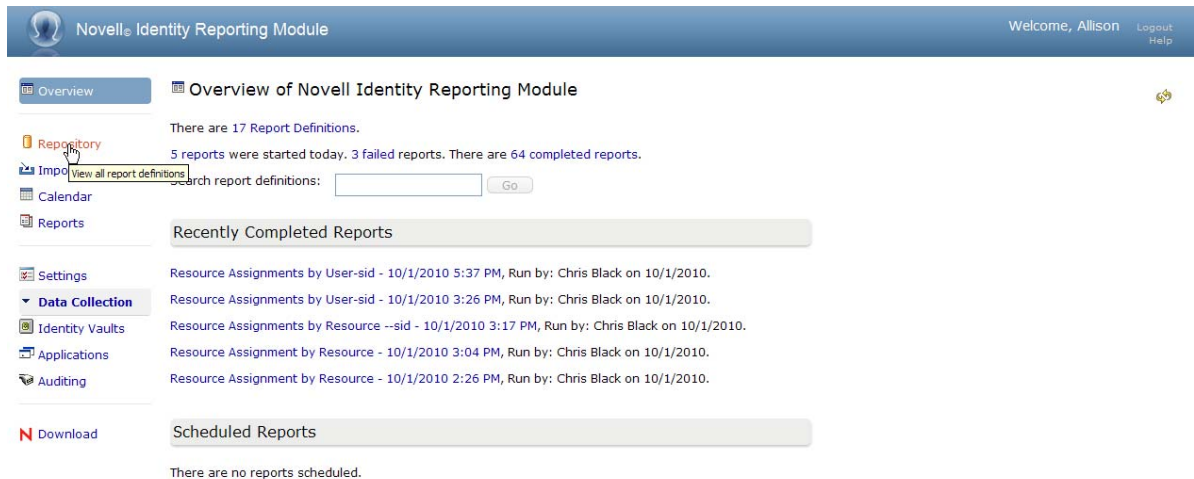 Novell® Identity Reporting Module
Welcome, Allison
Logout
Help
Overview
Repository
Impo
View all report definitions
Calendar
Reports
Settings
Data Collection
Identity Vaults
Applications
Auditing
Download
Overview of Novell Identity Reporting Module
There are 17 Report Definitions.
5 reports were started today. 3 failed reports. There are 64 completed reports.
Search report definitions:
Go
Recently Completed Reports
Resource Assignments by User-sid - 10/1/2010 5:37 PM, Run by: Chris Black on 10/1/2010.
Resource Assignments by User-sid - 10/1/2010 3:26 PM, Run by: Chris Black on 10/1/2010.
Resource Assignments by Resource --sid - 10/1/2010 3:17 PM, Run by: Chris Black on 10/1/2010.
Resource Assignment by Resource - 10/1/2010 3:04 PM, Run by: Chris Black on 10/1/2010.
Resource Assignment by Resource - 10/1/2010 2:26 PM, Run by: Chris Black on 10/1/2010.
Scheduled Reports
There are no reports scheduled.